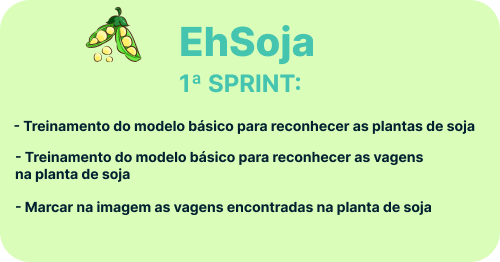 EhSoja
1ª SPRINT:
- Treinamento do modelo básico para reconhecer as plantas de soja
- Treinamento do modelo básico para reconhecer as vagens
na planta de soja
- Marcar na imagem as vagens encontradas na planta de soja